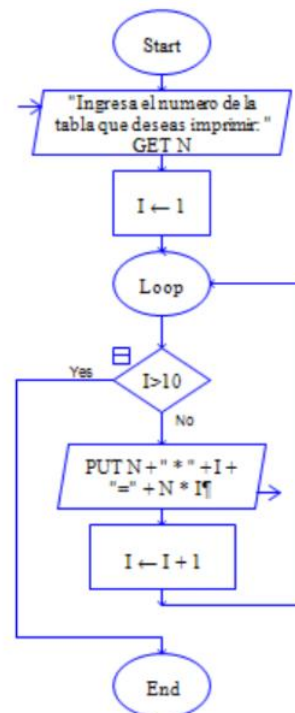 Start
"Ingresa el numero de la
tabla que deseas imprimir: "
GET N
I ← 1
Loop
Yes
I>10
No
PUT N + " * " + I +
"=" + N * I¶
I ← I + 1
End